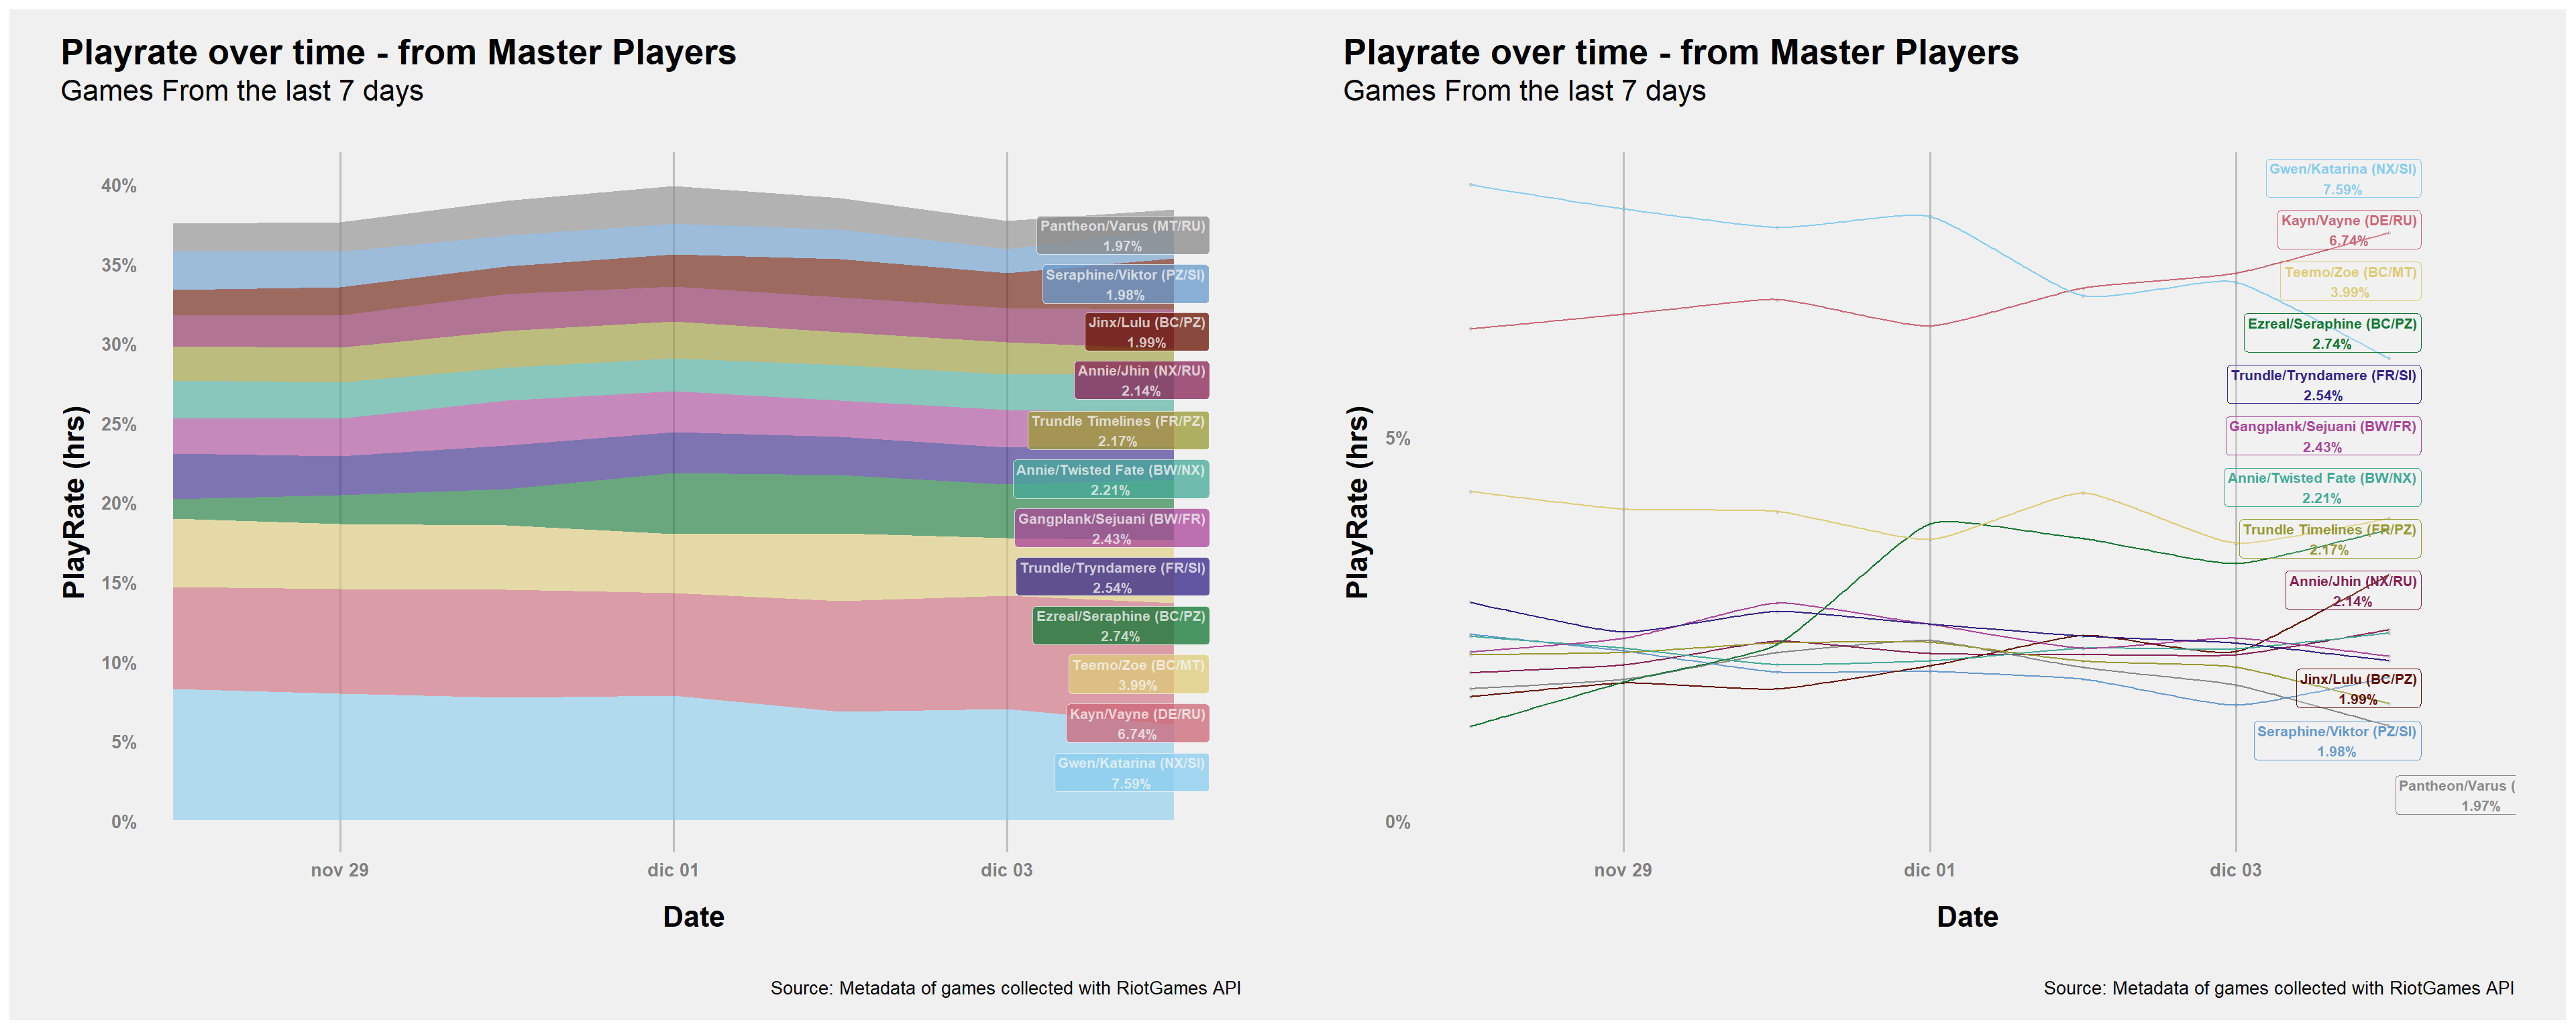 Playrate over time - from Master Players
Games From the last 7 days
PlayRate (hrs)
40%
35%
30%
25%
20%
15%
10%
5%
0%
Pantheon/Varus (MT/RU)
1.97%
Seraphine/Viktor (PZ/SI)
1.98%
Jinx/Lulu (BC/PZ)
1.99%
Annie/Jhin (NX/RU)
2.14%
Trundle Timelines (FR/PZ)
2.17%
Annie/Twisted Fate (BW/NX)
2.21%
Gangplank/Sejuani (BW/FR)
2.43%
Trundle/Tryndamere (FR/SI)
2.54%
Ezreal/Seraphine (BC/PZ)
2.74%
Teemo/Zoe (BC/MT)
3.99%
Kayn/Vayne (DE/RU)
6.74%
Gwen/Katarina (NX/SI)
7.59%
nov 29
dic 01
dic 03
Date
Source: Metadata of games collected with RiotGames API
Playrate over time - from Master Players
Games From the last 7 days
PlayRate (hrs)
5%
0%
Gwen/Katarina (NX/SI)
7.59%
Kayn/Vayne (DE/RU)
6.74%
Teemo/Zoe (BC/MT)
3.99%
Ezreal/Seraphine (BC/PZ)
2.74%
Trundle/Tryndamere (FR/SI)
2.54%
Gangplank/Sejuani (BW/FR)
2.43%
Annie/Twisted Fate (BW/NX)
2.21%
Trundle Timelines (FR/PZ)
2.17%
Annie/Jhin (NX/RU)
2.14%
Jinx/Lulu (BC/PZ)
1.99%
Seraphine/Viktor (PZ/SI)
1.98%
Pantheon/Varus (
1.97%
nov 29
dic 01
dic 03
Date
Source: Metadata of games collected with RiotGames API